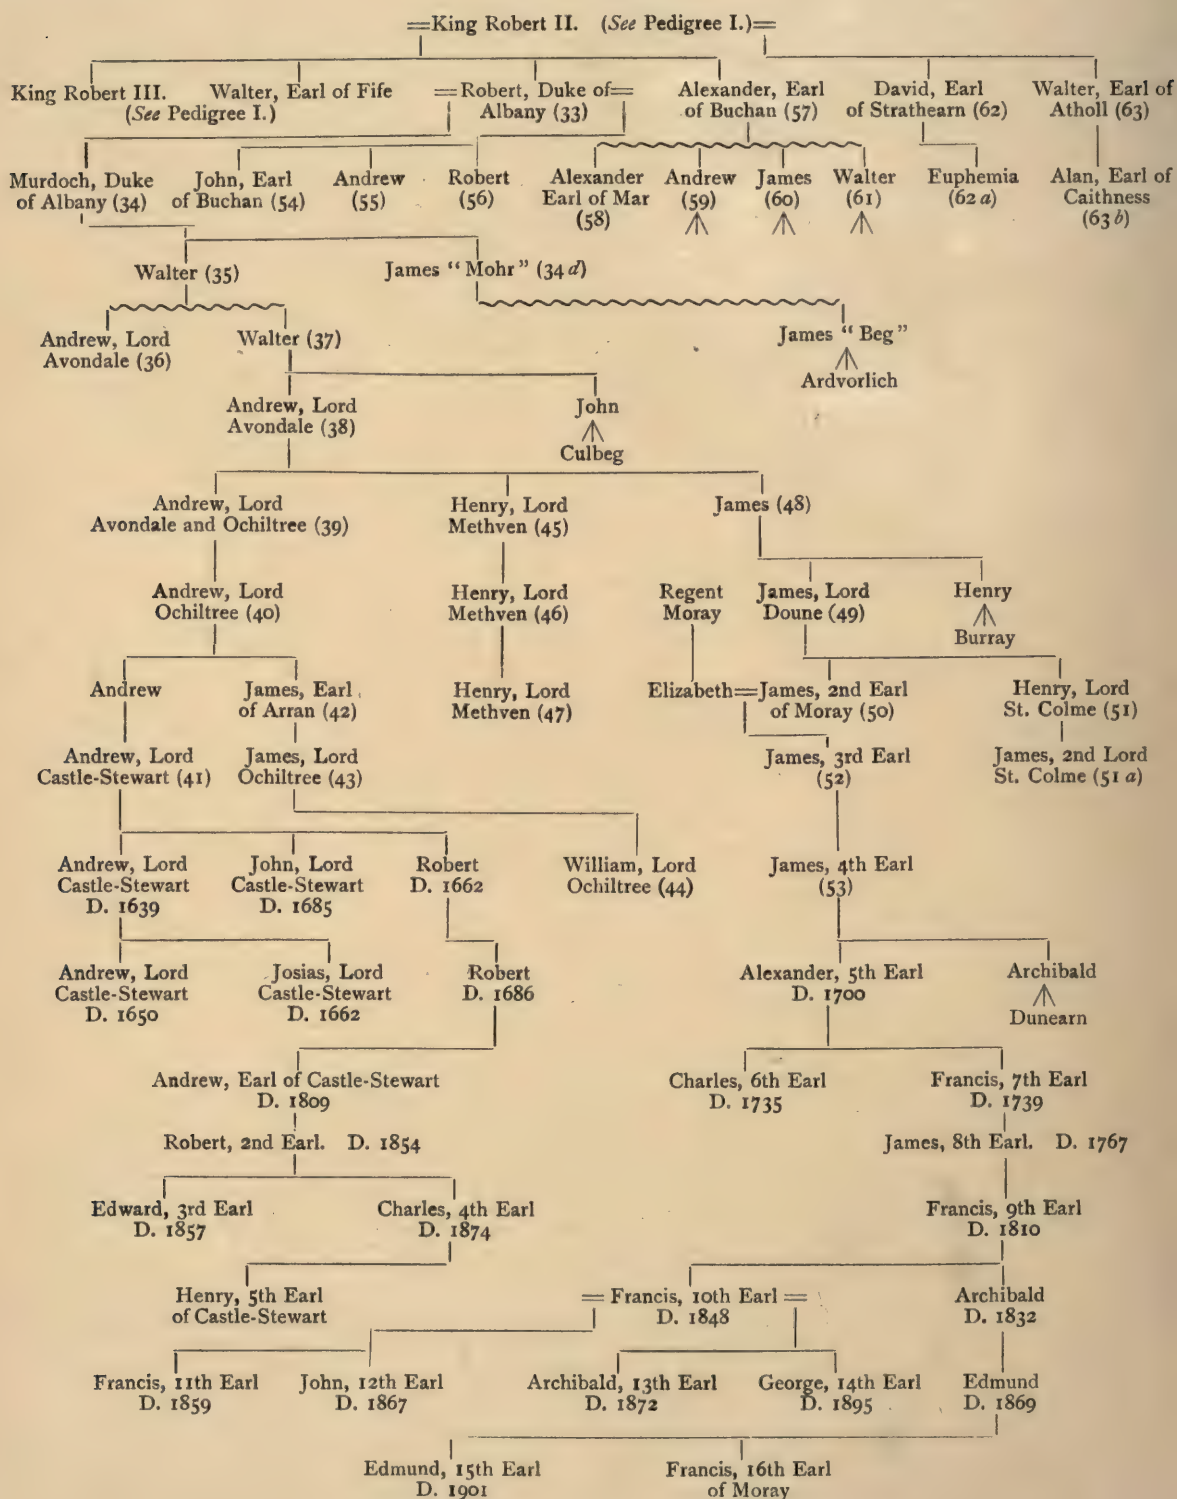 King Robert II. (See Pedigree I.)
King Robert III. (See Pedigree I.)
Walter, Earl of Fife
Robert, Duke of
Albany (33)
Alexander, Earl
of Buchan (57)
David, Earl
of Strathearn (62)
Walter, Earl of
Atholl (63)
Murdoch, Duke
of Albany (34)
John, Earl
of Buchan (54)
Andrew
(55)
Robert
(56)
Alexander
Earl of Mar
(58)
Andrew
(59)
James
(60)
Walter
(61)
Euphemia
(62 a)
Alan, Earl of
Caithness
(63 b)
Walter (35)
James "Mohr" (34 d)
Andrew, Lord
Avondale (36)
Walter (37)
James "Beg"
Ardvorlich
Andrew, Lord
Avondale (38)
John
Culbeg
Andrew, Lord
Avondale and Ochiltree (39)
Henry, Lord
Methven (45)
James (48)
Andrew, Lord
Ochiltree (40)
Henry, Lord
Methven (46)
Regent
Moray
James, Lord
Doune (49)
Henry
Burray
Andrew
James, Earl
of Arran (42)
Henry, Lord
Methven (47)
Elizabeth
James, 2nd Earl
of Moray (50)
Henry, Lord
St. Colme (51)
Andrew, Lord
Castle-Stewart (41)
James, Lord
Ochiltree (43)
James, 3rd Earl
(52)
James, 2nd Lord
St. Colme (51 a)
Andrew, Lord
Castle-Stewart
D. 1639
John, Lord
Castle-Stewart
D. 1685
Robert
D. 1662
William, Lord
Ochiltree (44)
James, 4th Earl
(53)
Andrew, Lord
Castle-Stewart
D. 1650
Josias, Lord
Castle-Stewart
D. 1662
Robert
D. 1686
Alexander, 5th Earl
D. 1700
Archibald
Dunearn
Andrew, Earl of Castle-Stewart
D. 1809
Charles, 6th Earl
D. 1735
Francis, 7th Earl
D. 1739
Robert, 2nd Earl. D. 1854
James, 8th Earl. D. 1767
Edward, 3rd Earl
D. 1857
Charles, 4th Earl
D. 1874
Francis, 9th Earl
D. 1810
Henry, 5th Earl
of Castle-Stewart
Francis, 10th Earl
D. 1848
Archibald
D. 1832
Francis, 11th Earl
D. 1859
John, 12th Earl
D. 1867
Archibald, 13th Earl
D. 1872
George, 14th Earl
D. 1895
Edmund
D. 1869
Edmund, 15th Earl
D. 1901
Francis, 16th Earl
of Moray